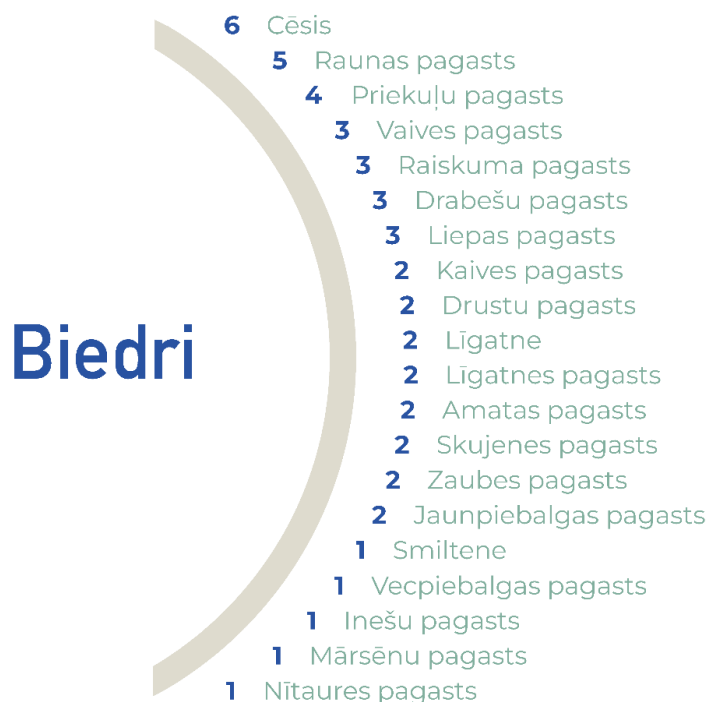 6 Cēsis
5 Raunas pagasts
4 Priekuļu pagasts
3 Vaives pagasts
3 Raiskuma pagasts
3 Drabešu pagasts
3 Liepas pagasts
2 Kaives pagasts
2 Drustu pagasts
Biedri
2 Līgatne
2 Līgatnes pagasts
2 Amatas pagasts
2 Skujenes pagasts
2 Zaubes pagasts
2 Jaunpiebalgas pagasts
1 Smiltene
1 Vecpiebalgas pagasts
1 Inešu pagasts
1 Mārsēnu pagasts
1 Nītaures pagasts